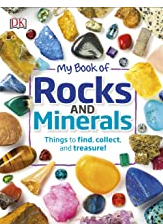 DK
My Book of
Rocks
AND
Minerals
Things to find, collect,
and treasure!